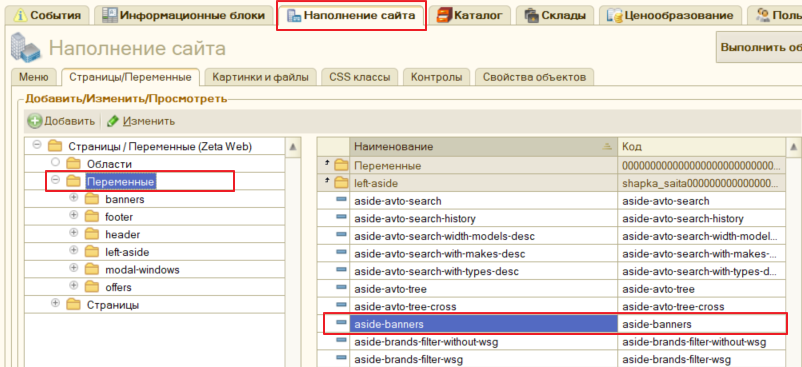 События Информационные блоки Наполнение сайта Каталог Склады Ценообразование Поль
Наполнение сайта
Выполнить об
Меню Страницы/Переменные Картинки и файлы CSS классы Контролы Свойства объектов
Добавить/Изменить/Просмотреть
Добавить Изменить
Страницы / Переменные (Zeta Web)
Области
Переменные
banners
footer
header
left-aside
modal-windows
offers
Страницы
Наименование Код
Переменные 00000000000000000000000000...
left-aside shapka_saita000000000000000...
aside-avto-search aside-avto-search
aside-avto-search-history aside-avto-search-history
aside-avto-search-width-models-desc aside-avto-search-width-model...
aside-avto-search-with-makes-desc aside-avto-search-with-makes-...
aside-avto-search-with-types-desc aside-avto-search-with-types-d...
aside-avto-tree aside-avto-tree
aside-avto-tree-cross aside-avto-tree-cross
aside-banners aside-banners
aside-brands-filter-without-wsg aside-brands-filter-without-wsg
aside-brands-filter-wsg aside-brands-filter-wsg